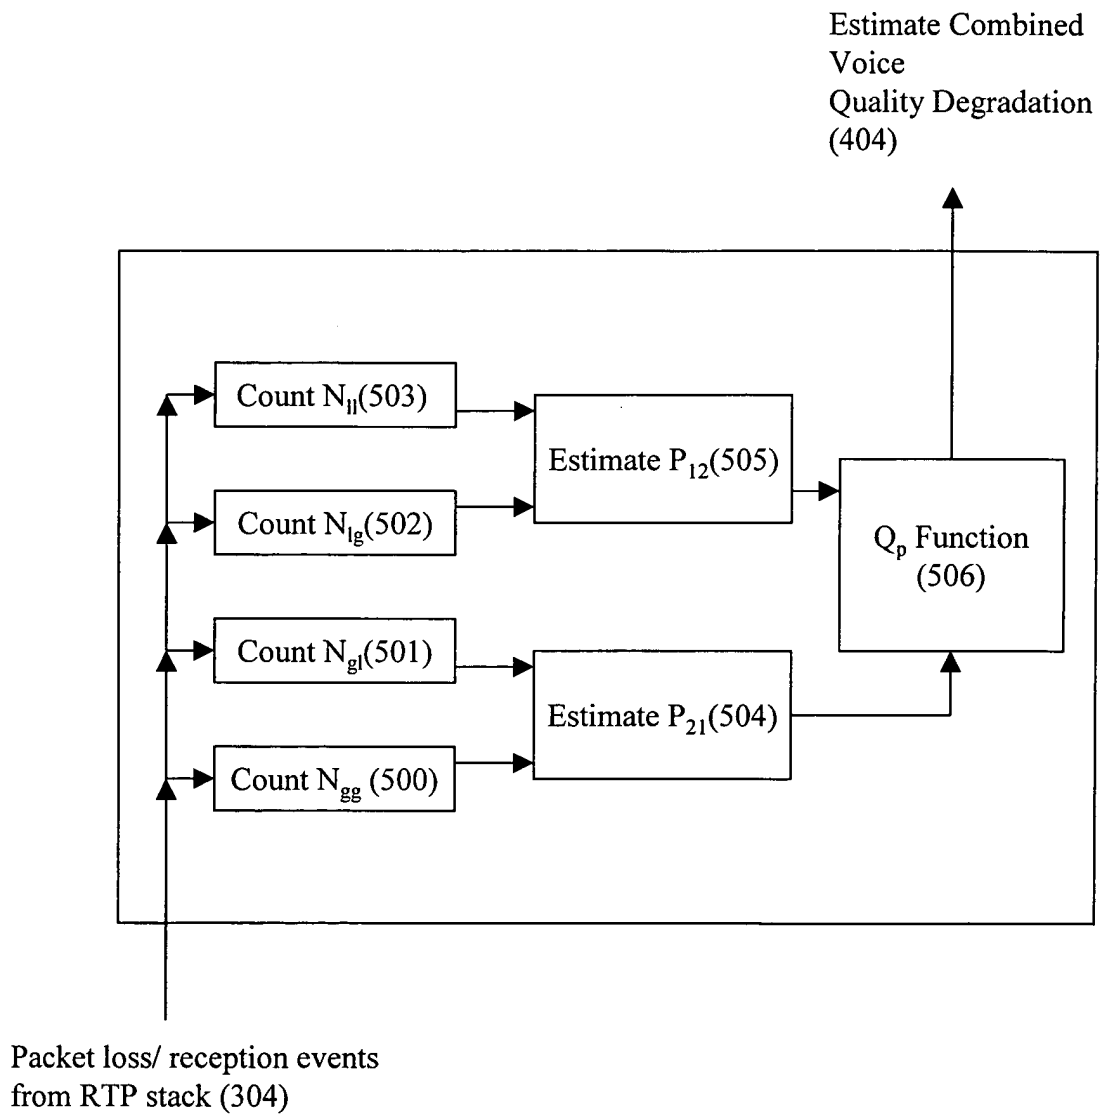 Estimate Combined
Voice
Quality Degradation
(404)
Count N_ll(503)
Estimate P_12(505)
Count N_lg(502)
Q_p Function
(506)
Count N_gl(501)
Estimate P_21(504)
Count N_gg (500)
Packet loss/ reception events
from RTP stack (304)